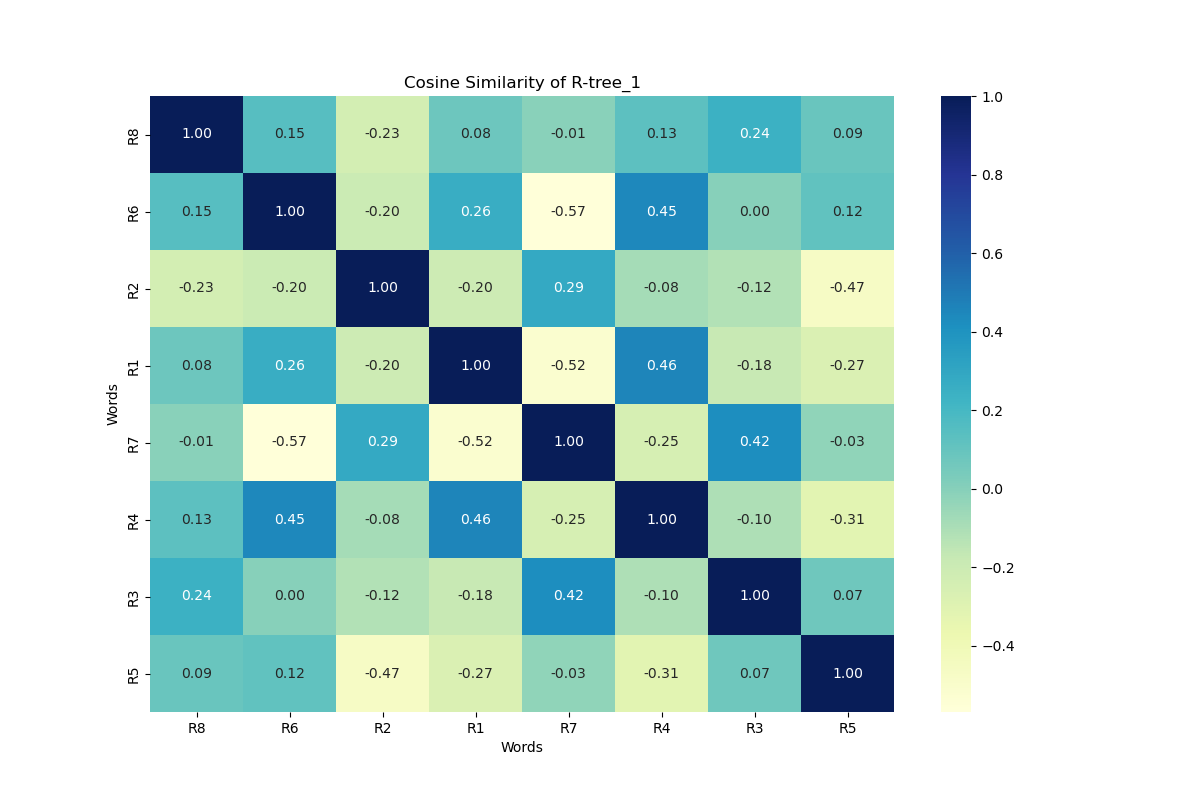 Cosine Similarity of R-tree_1
R8 1.00 0.15 -0.23 0.08 -0.01 0.13 0.24 0.09
R6 0.15 1.00 -0.20 0.26 -0.57 0.45 0.00 0.12
R2 -0.23 -0.20 1.00 -0.20 0.29 -0.08 -0.12 -0.47
R1 0.08 0.26 -0.20 1.00 -0.52 0.46 -0.18 -0.27
R7 -0.01 -0.57 0.29 -0.52 1.00 -0.25 0.42 -0.03
R4 0.13 0.45 -0.08 0.46 -0.25 1.00 -0.10 -0.31
R3 0.24 0.00 -0.12 -0.18 0.42 -0.10 1.00 0.07
R5 0.09 0.12 -0.47 -0.27 -0.03 -0.31 0.07 1.00
R8 R6 R2 R1 R7 R4 R3 R5
Words
Words
1.0
0.8
0.6
0.4
0.2
0.0
−0.2
−0.4